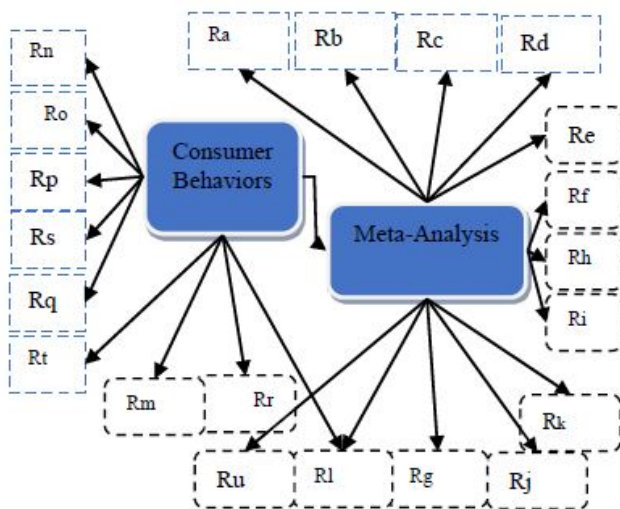 Ra
Rb
Rc
Rd
Rn
Ro
Rp
Rs
Rq
Rt
Consumer
Behaviors
Meta-Analysis
Re
Rf
Rh
Ri
Rm
Rr
Rk
Ru
Rl
Rg
Rj